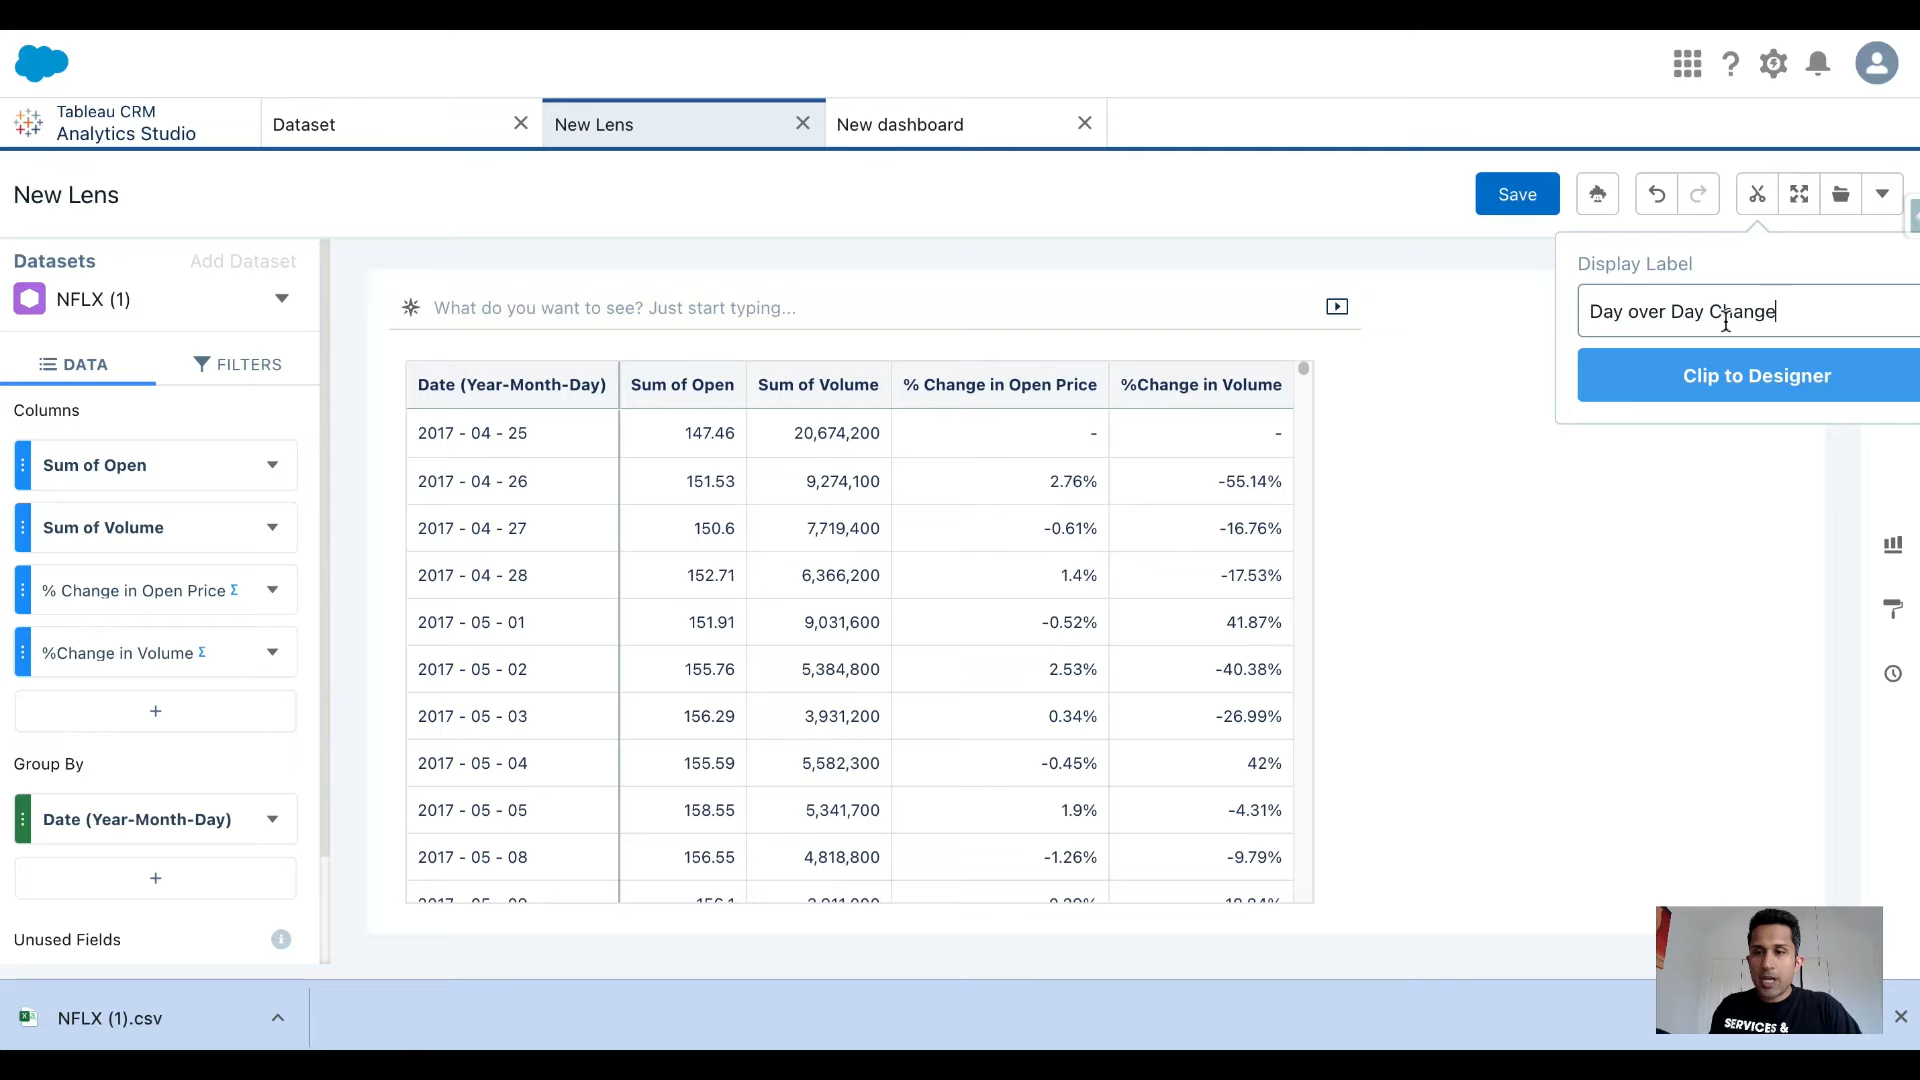 Tableau CRM
Analytics Studio
Dataset
New Lens
New dashboard
New Lens
Save
Datasets
Add Dataset
NFLX (1)
DATA
FILTERS
Columns
Sum of Open
Sum of Volume
% Change in Open Price Σ
%Change in Volume Σ
+
Group By
Date (Year-Month-Day)
+
Unused Fields
What do you want to see? Just start typing...
Date (Year-Month-Day) Sum of Open Sum of Volume % Change in Open Price %Change in Volume
2017 - 04 - 25 147.46 20,674,200 - -
2017 - 04 - 26 151.53 9,274,100 2.76% -55.14%
2017 - 04 - 27 150.6 7,719,400 -0.61% -16.76%
2017 - 04 - 28 152.71 6,366,200 1.4% -17.53%
2017 - 05 - 01 151.91 9,031,600 -0.52% 41.87%
2017 - 05 - 02 155.76 5,384,800 2.53% -40.38%
2017 - 05 - 03 156.29 3,931,200 0.34% -26.99%
2017 - 05 - 04 155.59 5,582,300 -0.45% 42%
2017 - 05 - 05 158.55 5,341,700 1.9% -4.31%
2017 - 05 - 08 156.55 4,818,800 -1.26% -9.79%
Display Label
Day over Day Change
Clip to Designer
NFLX (1).csv
SERVICES &